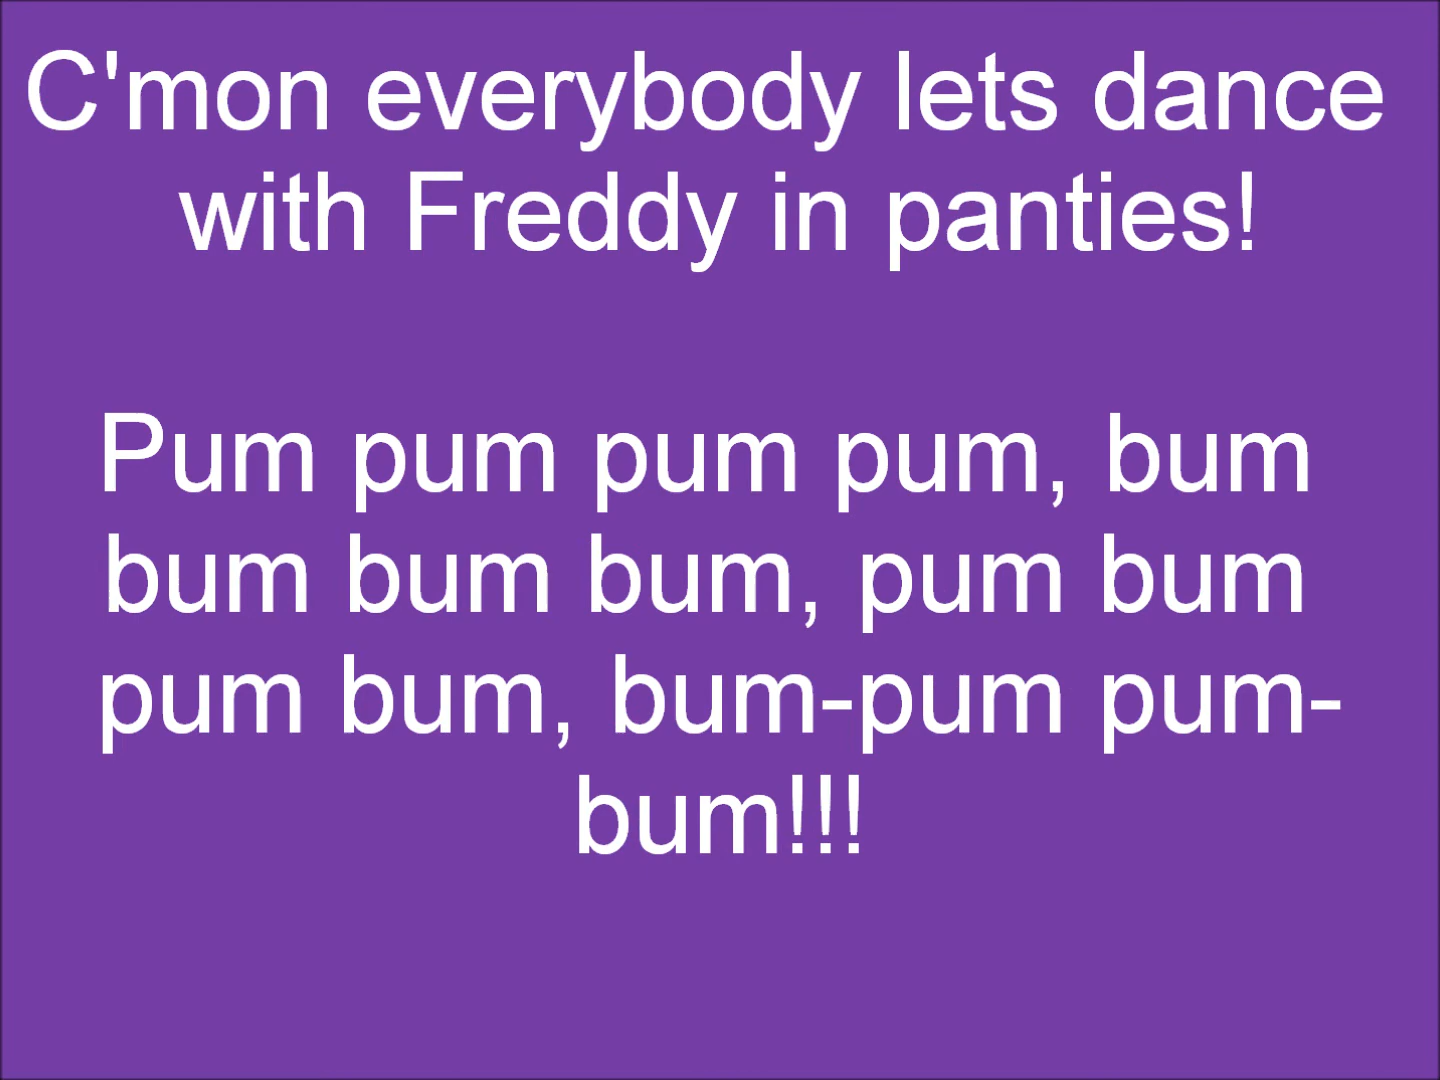 C'mon everybody lets dance
with Freddy in panties!
Pum pum pum pum, bum
bum bum bum, pum bum
pum bum, bum-pum pum-
bum!!!